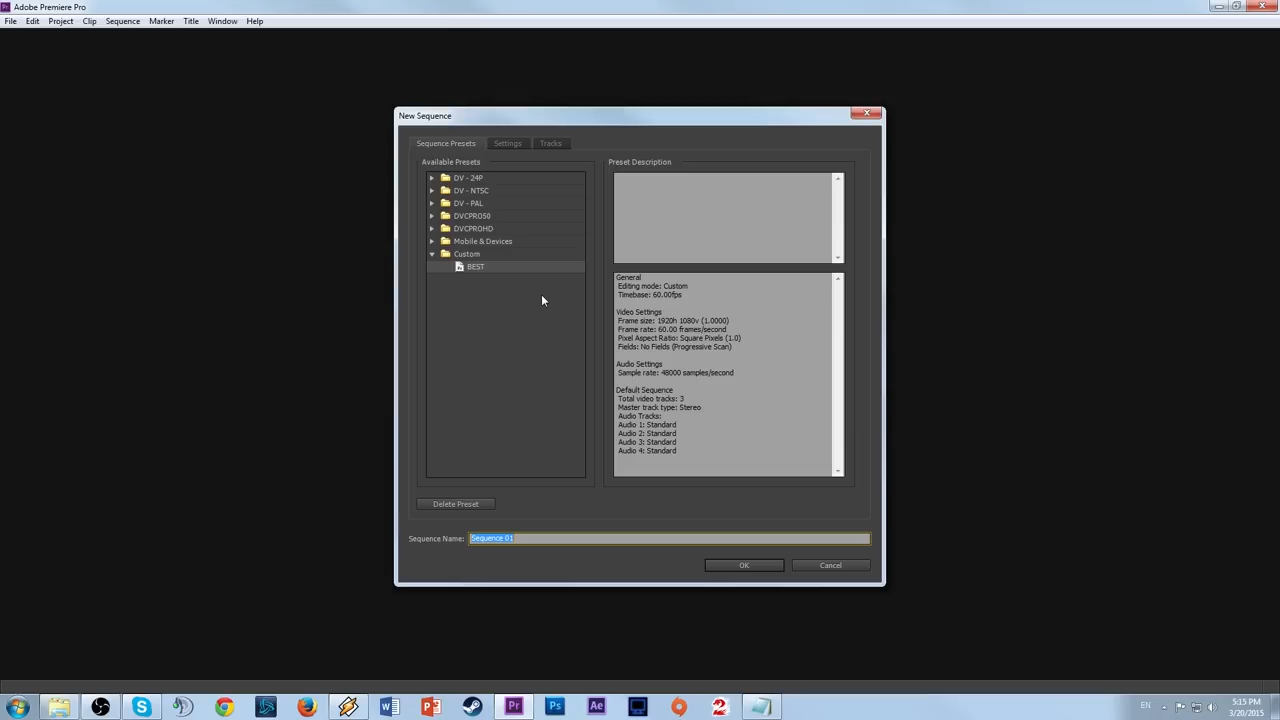 Adobe Premiere Pro
File Edit Project Clip Sequence Marker Title Window Help
New Sequence
Sequence Presets Settings Tracks
Available Presets
DV - 24P
DV - NTSC
DV - PAL
DVCPRO50
DVCPROHD
Mobile & Devices
Custom
BEST
Delete Preset
Preset Description
General
Editing mode: Custom
Timebase: 60.00fps
Video Settings
Frame size: 1920h 1080v (1.0000)
Frame rate: 60.00 frames/second
Pixel Aspect Ratio: Square Pixels (1.0)
Fields: No Fields (Progressive Scan)
Audio Settings
Sample rate: 48000 samples/second
Default Sequence
Total video tracks: 3
Master track type: Stereo
Audio Tracks:
Audio 1: Standard
Audio 2: Standard
Audio 3: Standard
Audio 4: Standard
Sequence Name: Sequence 01
OK Cancel
EN
5:15 PM
3/20/2015